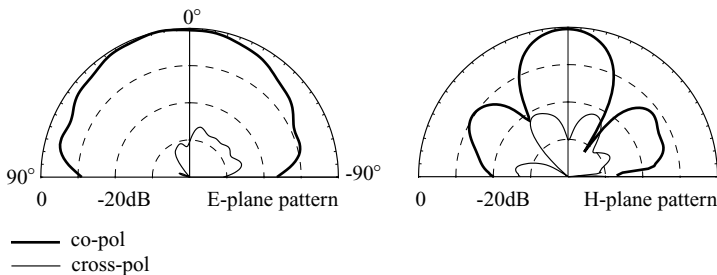 0°
90° -90°
0 -20dB E-plane pattern 0 -20dB H-plane pattern
co-pol
cross-pol